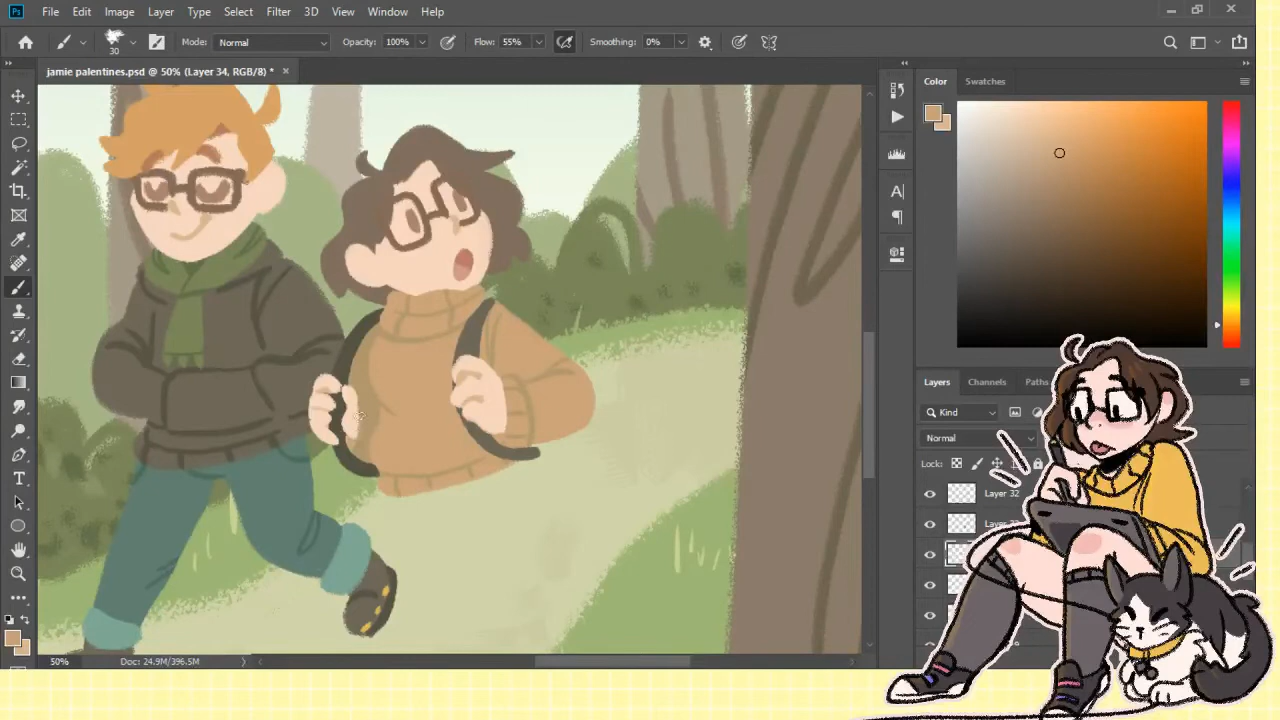 Ps File Edit Image Layer Type Select Filter 3D View Window Help
30 Mode: Normal Opacity: 100% Flow: 55% Smoothing: 0%
jamie palentines.psd @ 50% (Layer 34, RGB/8) * ×
Color Swatches
Layers Channels Paths
Kind
Normal
Lock:
Layer 32
50% Doc: 24.9M/396.5M